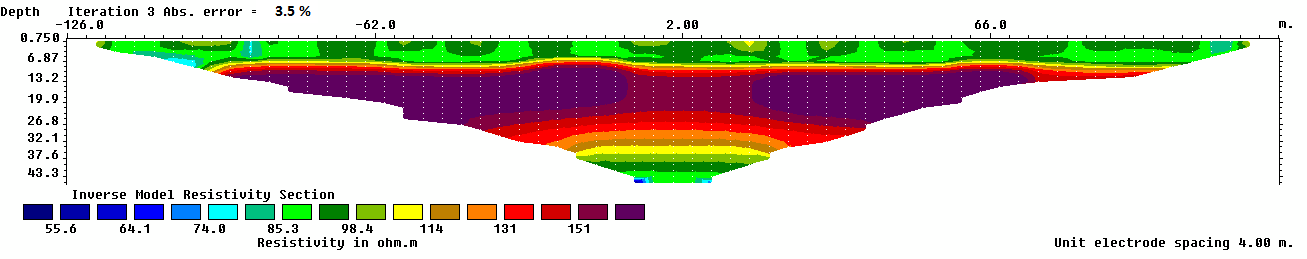 Depth Iteration 3 Abs. error = 3.5 %
-126.0 -62.0 2.00 66.0 m.
0.750
6.87
13.2
19.9
26.8
32.1
37.6
43.3
Inverse Model Resistivity Section
55.6 64.1 74.0 85.3 98.4 114 131 151
Resistivity in ohm.m
Unit electrode spacing 4.00 m.